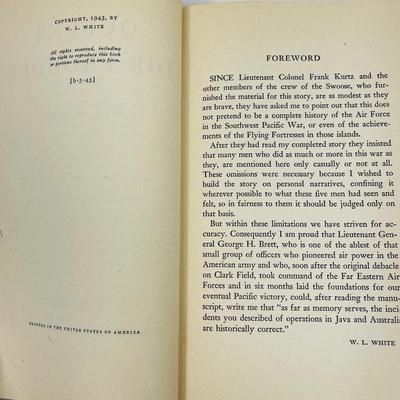 COPYRIGHT, 1943, BY
W. L. WHITE
All rights reserved, including
the right to reproduce this book
or portions thereof in any form.
[b-5-43]
PRINTED IN THE UNITED STATES OF AMERICA
FOREWORD
SINCE Lieutenant Colonel Frank Kurtz and the
other members of the crew of the Swoose, who fur-
nished the material for this story, are as modest as they
are brave, they have asked me to point out that this does
not pretend to be a complete history of the Air Force
in the Southwest Pacific War, or even of the achieve-
ments of the Flying Fortresses in those islands.
After they had read my completed story they insisted
that many men who did as much or more in this war as
they, are mentioned here only casually or not at all.
These omissions were necessary because I wished to
build the story on personal narratives, confining it
wherever possible to what these five men had seen and
felt, so in fairness to them it should be judged only on
that basis.
But within these limitations we have striven for ac-
curacy. Consequently I am proud that Lieutenant Gen-
eral George H. Brett, who is one of the ablest of that
small group of officers who pioneered air power in the
American army and who, soon after the original debacle
on Clark Field, took command of the Far Eastern Air
Forces and in six months laid the foundations for our
eventual Pacific victory, could, after reading the manu-
script, write me that "as far as memory serves, the inci-
dents you described of operations in Java and Australi
are historically correct."
W. L. WHITE